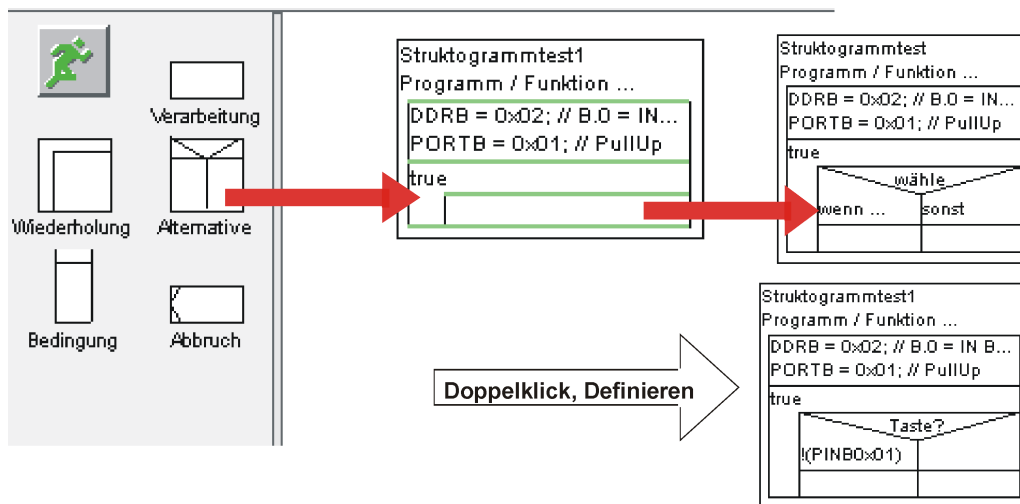 Verarbeitung
Wiederholung
Alternative
Bedingung
Abbruch
Struktogrammtest1
Programm / Funktion ...
DDRB = 0x02; // B.0 = IN...
PORTB = 0x01; // PullUp
true
Struktogrammtest
Programm / Funktion ...
DDRB = 0x02; // B.0 = IN...
PORTB = 0x01; // PullUp
true
wähle
wenn ...
sonst
Doppelklick, Definieren
Struktogrammtest1
Programm / Funktion ...
DDRB = 0x02; // B.0 = IN B...
PORTB = 0x01; // PullUp
true
Taste?
!(PINB0x01)